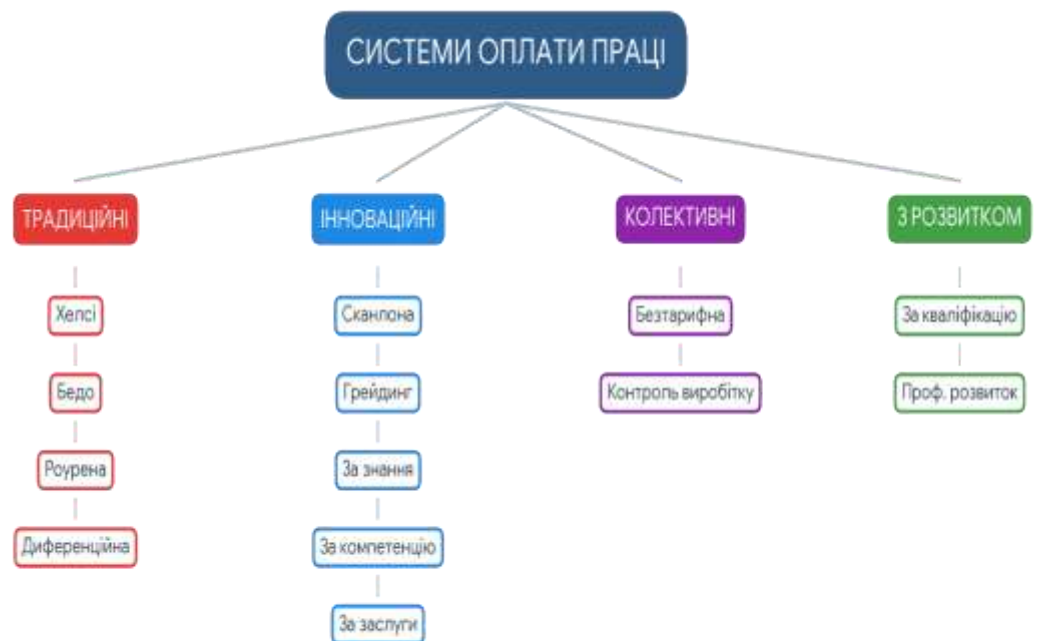 СИСТЕМИ ОПЛАТИ ПРАЦІ
ТРАДИЦІЙНІ
Хелсі
Бедо
Роурена
Диференційна
ІННОВАЦІЙНІ
Сканлона
Грейдинг
За знання
За компетенцію
За заслуги
КОЛЕКТИВНІ
Безтарифна
Контроль виробітку
З РОЗВИТКОМ
За кваліфікацію
Проф. розвиток